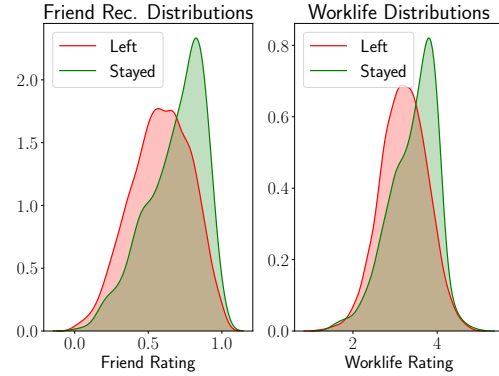 Friend Rec. Distributions
Left
Stayed
2.0
1.5
1.0
0.5
0.0
0.0 0.5 1.0
Friend Rating
Worklife Distributions
Left
Stayed
0.8
0.6
0.4
0.2
0.0
2 4
Worklife Rating